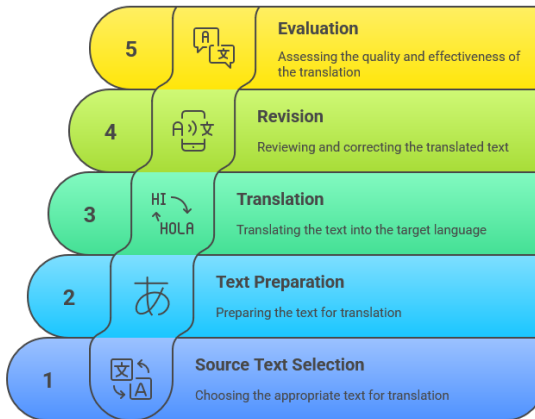 5
A
文
Evaluation
Assessing the quality and effectiveness of
the translation
4
A 文
Revision
Reviewing and correcting the translated text
3
HI
HOLA
Translation
Translating the text into the target language
2
あ
Text Preparation
Preparing the text for translation
1
文
A
Source Text Selection
Choosing the appropriate text for translation